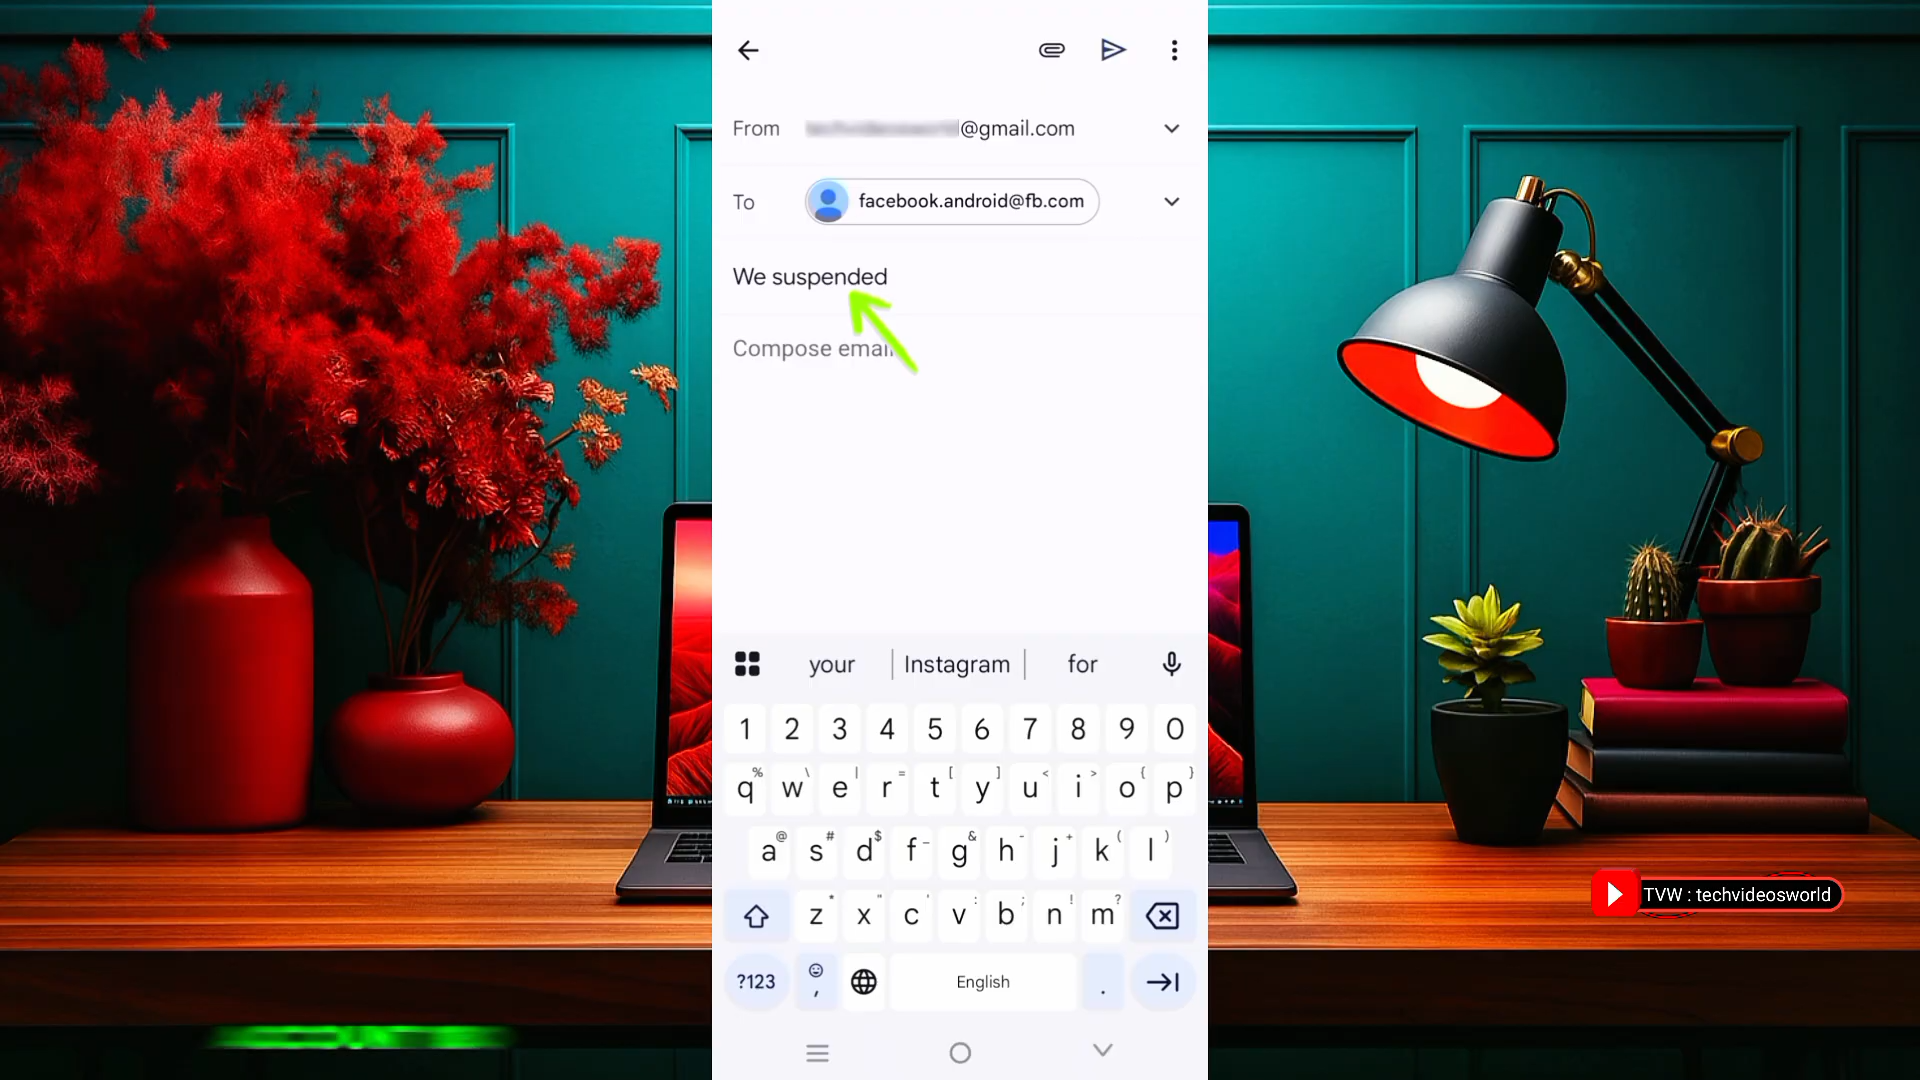 From @gmail.com
To facebook.android@fb.com
We suspended
Compose email
your Instagram for
1 2 3 4 5 6 7 8 9 0
% \ | = [ ] < > { }
q w e r t y u i o p
@ # $ _ & - + ( )
a s d f g h j k l
* " ' : ; ! ?
z x c v b n m
?123 , English .
TVW : techvideosworld